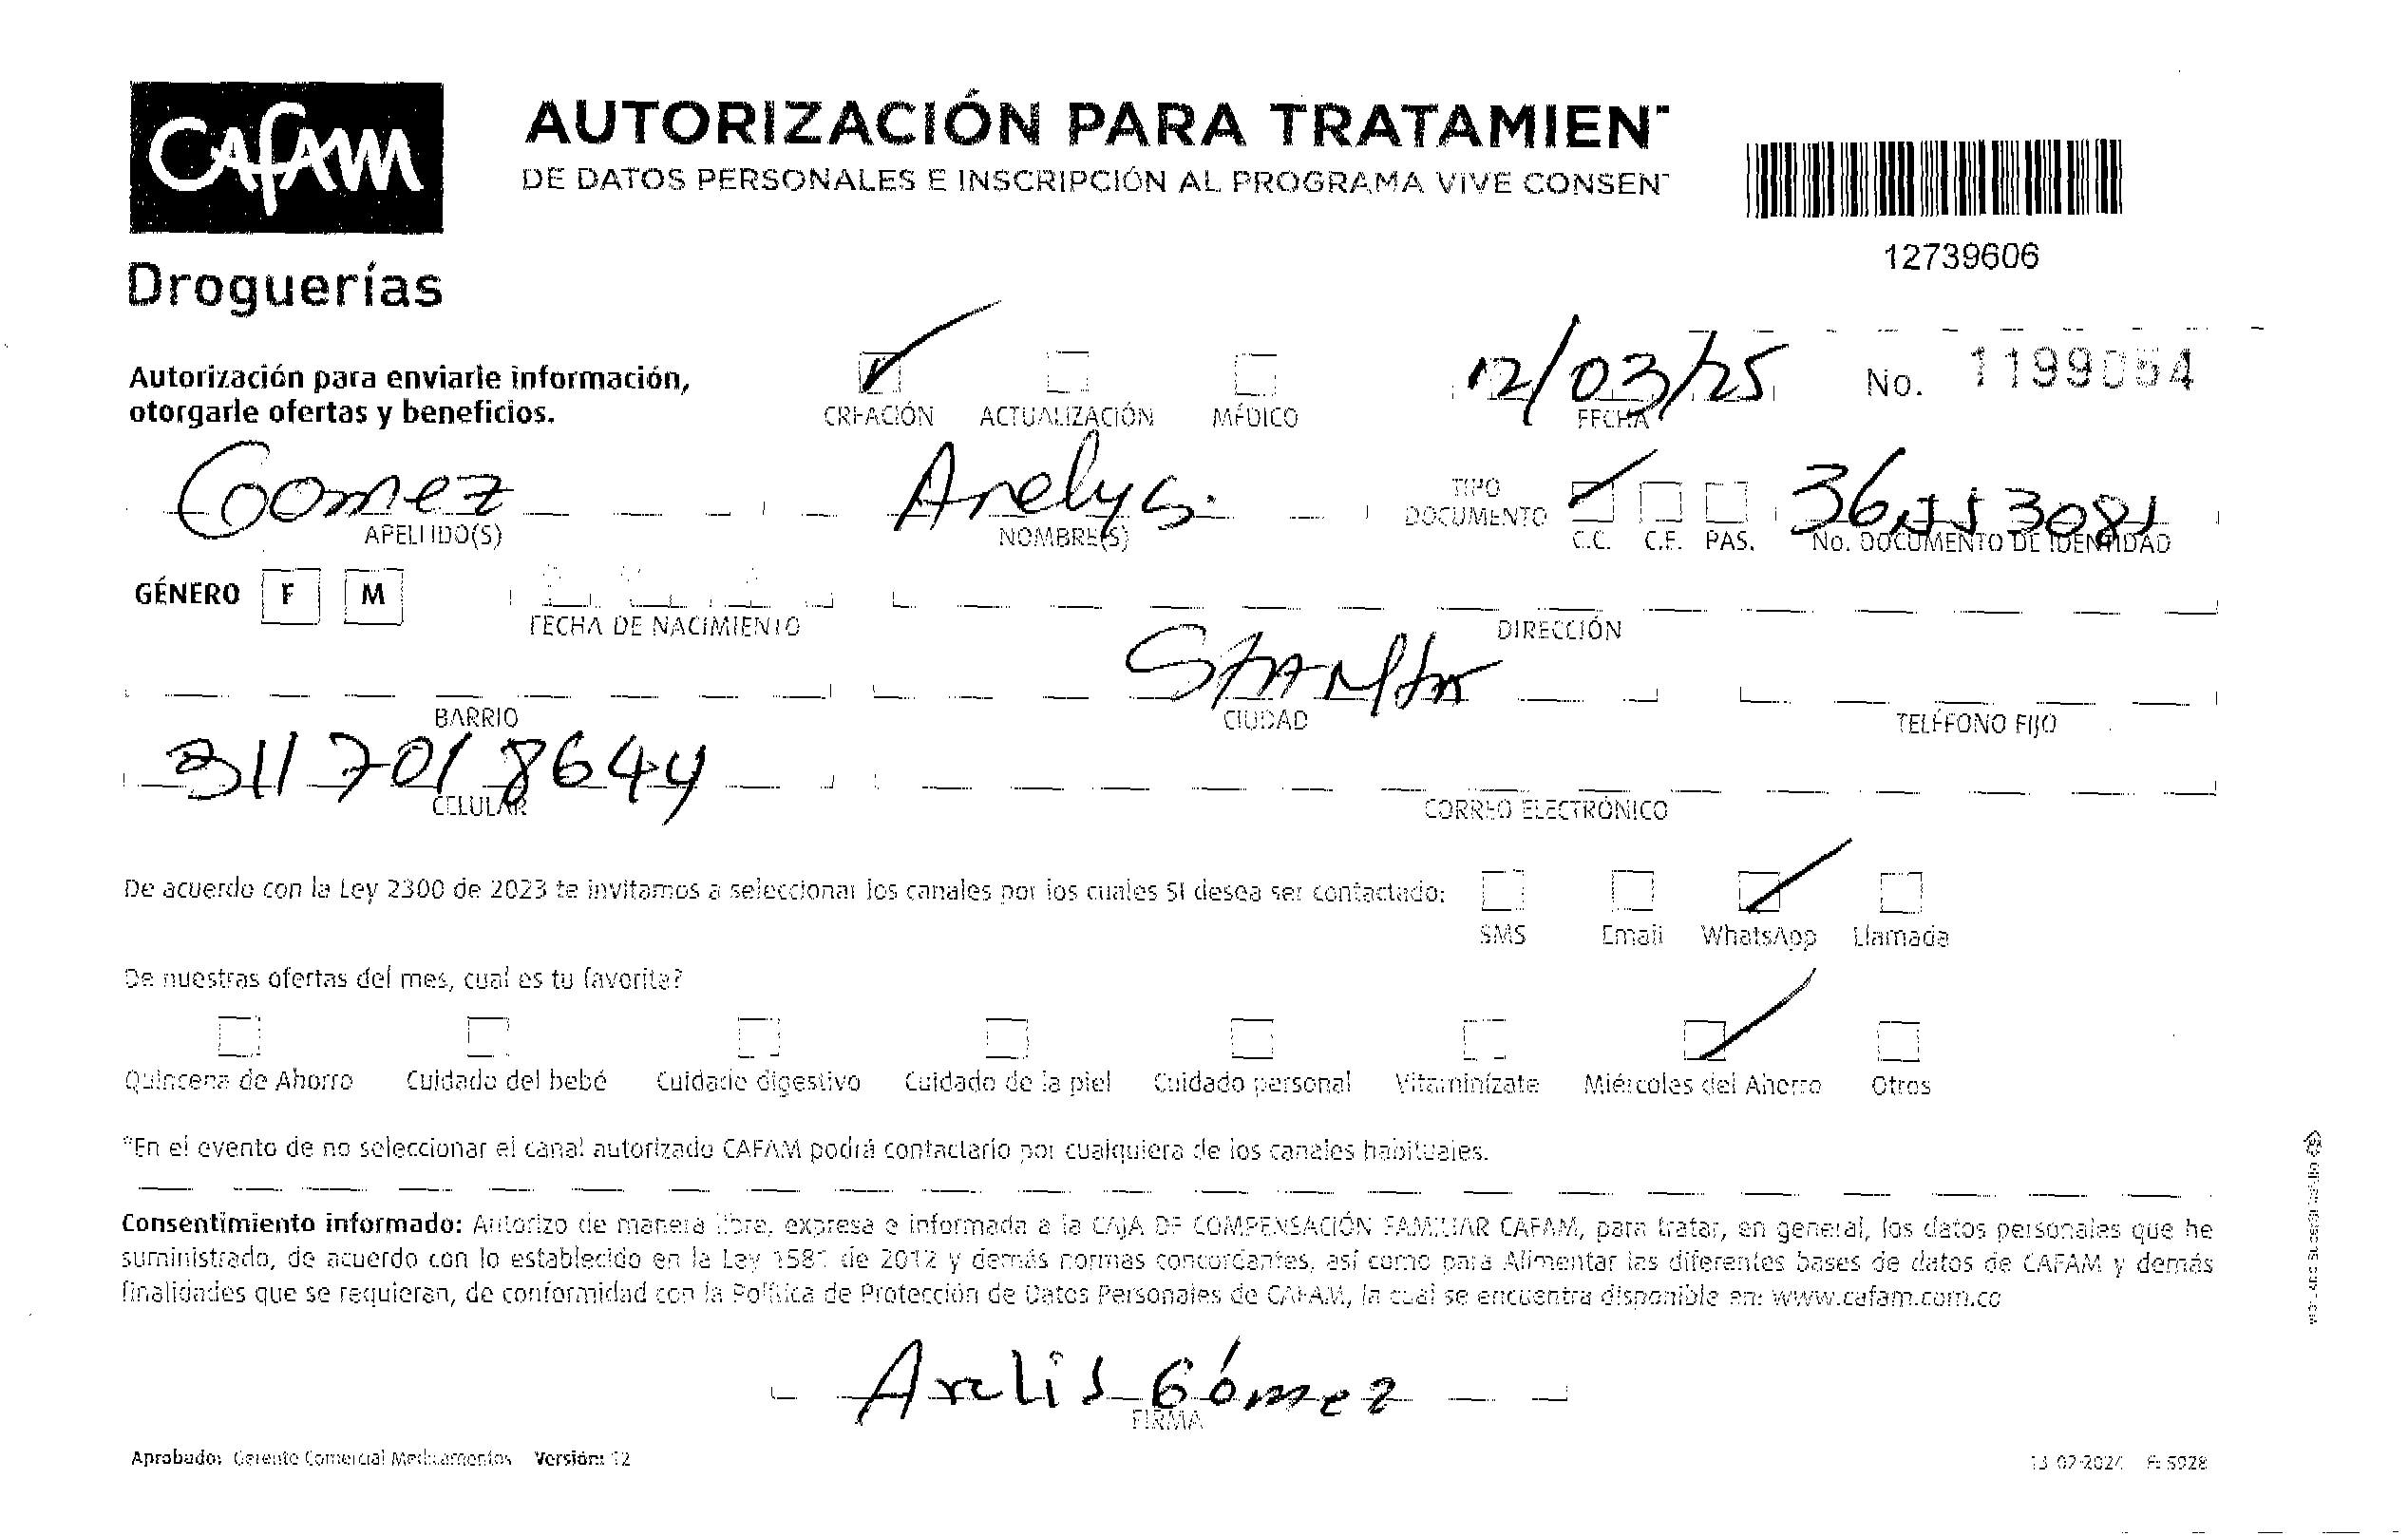 CAFAM
Droguerías
AUTORIZACIÓN PARA TRATAMIEN
DE DATOS PERSONALES E INSCRIPCIÓN AL PROGRAMA VIVE CONSEN
12739606
Autorización para enviarle información,
otorgarle ofertas y beneficios.
CREACIÓN ACTUALIZACIÓN MÉDICO
12/03/25
FECHA
No. 1199054
Gomez
APELLIDO(S)
Arelys.
NOMBRE(S)
TIPO
DOCUMENTO
C.C. C.E. PAS.
No. DOCUMENTO DE IDENTIDAD
GÉNERO F M
FECHA DE NACIMIENTO
DIRECCIÓN
BARRIO
CIUDAD
TELÉFONO FIJO
311 701 8644
CELULAR
CORREO ELECTRÓNICO
De acuerdo con la Ley 2300 de 2023 te invitamos a seleccionar los canales por los cuales SI desea ser contactado:
SMS Email WhatsApp Llamada
De nuestras ofertas del mes, cual es tu favorita?
Quincena de Ahorro Cuidado del bebé Cuidado digestivo Cuidado de la piel Cuidado personal Vitaminízate Miércoles del Ahorro Otros
*En el evento de no seleccionar el canal autorizado CAFAM podrá contactarlo por cualquiera de los canales habituales.
Consentimiento informado: Autorizo de manera libre, expresa e informada a la CAJA DE COMPENSACIÓN FAMILIAR CAFAM, para tratar, en general, los datos personales que he
suministrado, de acuerdo con lo establecido en la Ley 1581 de 2012 y demás normas concordantes, así como para Alimentar las diferentes bases de datos de CAFAM y demás
finalidades que se requieran, de conformidad con la Política de Protección de Datos Personales de CAFAM, la cual se encuentra disponible en: www.cafam.com.co
Arelis Gómez
FIRMA
Aprobado: Gerente Comercial Medicamentos Versión: 12
13-02-2024 F: 5928